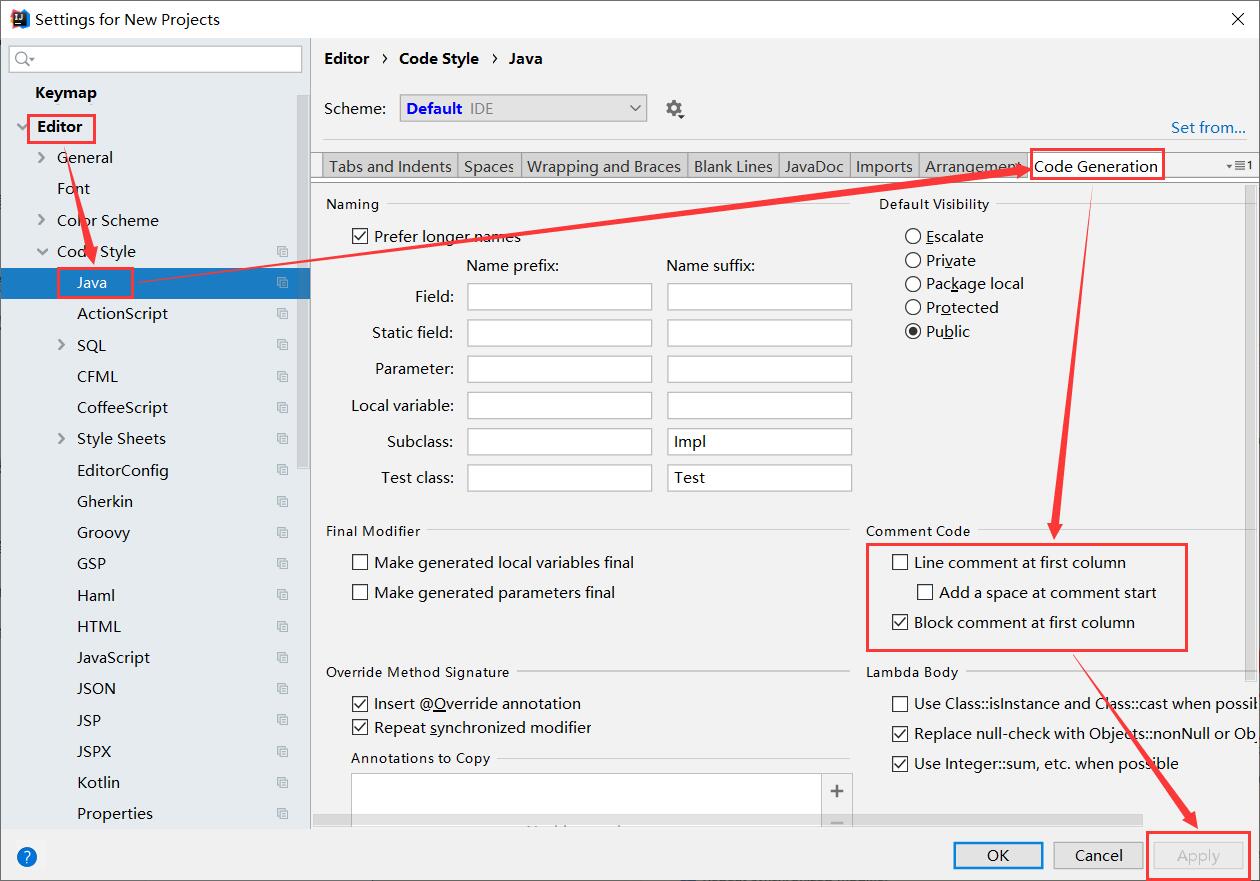 Settings for New Projects
Keymap
Editor
General
Font
Color Scheme
Code Style
Java
ActionScript
SQL
CFML
CoffeeScript
Style Sheets
EditorConfig
Gherkin
Groovy
GSP
Haml
HTML
JavaScript
JSON
JSP
JSPX
Kotlin
Properties
Editor › Code Style › Java
Scheme: Default IDE
Set from...
Tabs and Indents Spaces Wrapping and Braces Blank Lines JavaDoc Imports Arrangement Code Generation 1
Naming
Prefer longer names
Name prefix: Name suffix:
Field:
Static field:
Parameter:
Local variable:
Subclass: Impl
Test class: Test
Default Visibility
Escalate
Private
Package local
Protected
Public
Final Modifier
Make generated local variables final
Make generated parameters final
Comment Code
Line comment at first column
Add a space at comment start
Block comment at first column
Override Method Signature
Insert @Override annotation
Repeat synchronized modifier
Annotations to Copy
Lambda Body
Use Class::isInstance and Class::cast when possi
Replace null-check with Objects::nonNull or Ob
Use Integer::sum, etc. when possible
? OK Cancel Apply